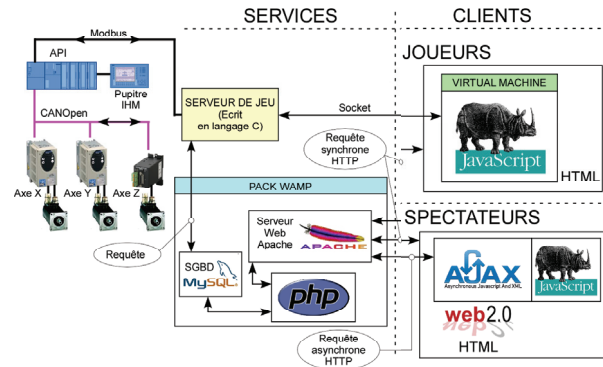 SERVICES
CLIENTS
Modbus
API
Pupitre
IHM
CANOpen
Axe X
Axe Y
Axe Z
SERVEUR DE JEU
(Ecrit
en langage C)
Socket
JOUEURS
VIRTUAL MACHINE
JavaScript
HTML
Requête
synchrone
HTTP
PACK WAMP
Serveur
Web
Apache
APACHE
Requête
SGBD
MySQL
php
SPECTATEURS
AJAX
Asynchronous Javascript And XML
JavaScript
web2.0
HTML
Requête
asynchrone
HTTP